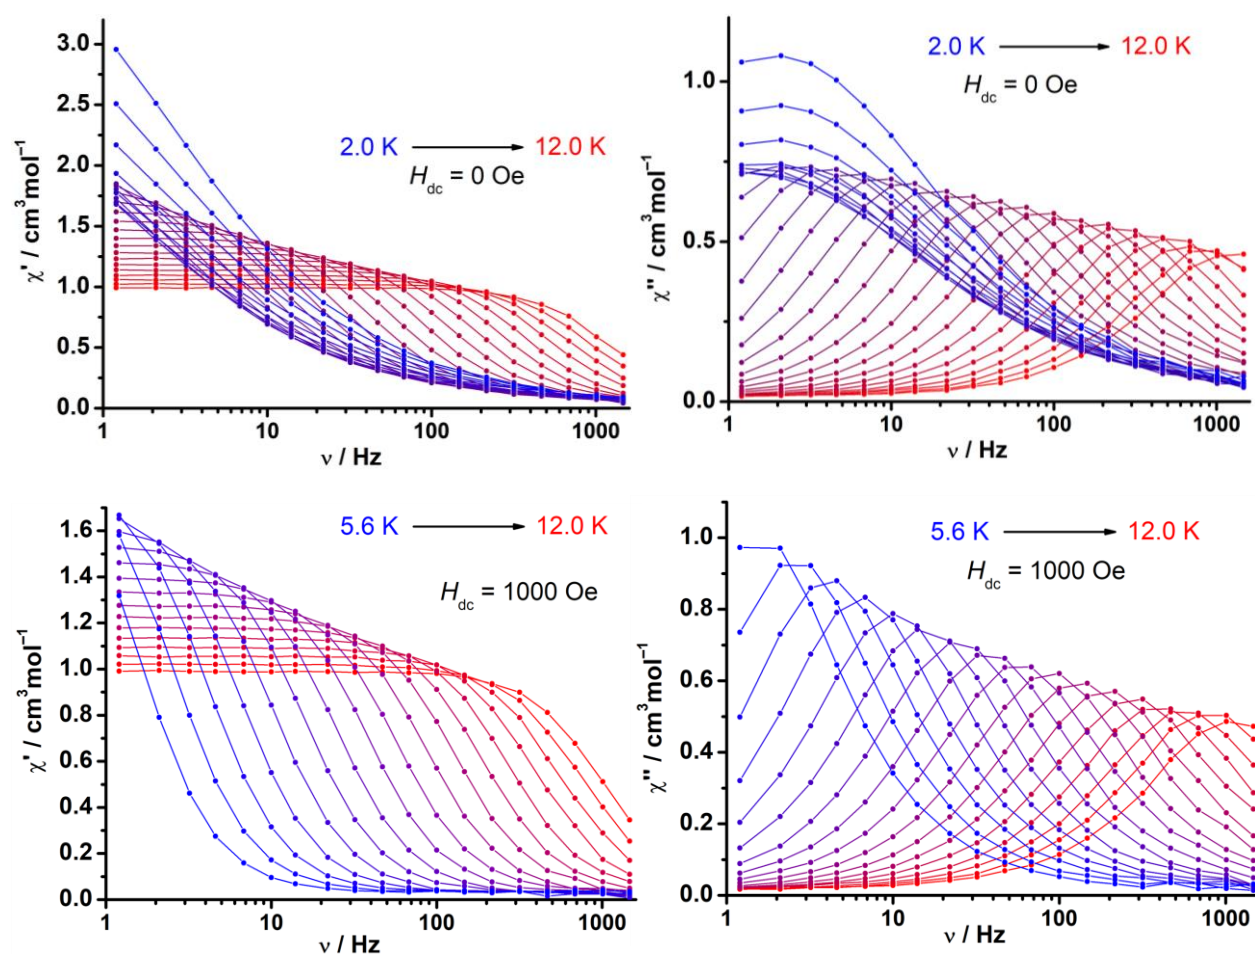 3.0
2.5
2.0
1.5
1.0
0.5
0.0
1 10 100 1000
χ' / cm³mol⁻¹
ν / Hz
2.0 K 12.0 K
H_dc = 0 Oe
1.0
0.5
0.0
1 10 100 1000
χ'' / cm³mol⁻¹
ν / Hz
2.0 K 12.0 K
H_dc = 0 Oe
1.6
1.4
1.2
1.0
0.8
0.6
0.4
0.2
0.0
1 10 100 1000
χ' / cm³mol⁻¹
ν / Hz
5.6 K 12.0 K
H_dc = 1000 Oe
1.0
0.8
0.6
0.4
0.2
0.0
1 10 100 1000
χ'' / cm³mol⁻¹
ν / Hz
5.6 K 12.0 K
H_dc = 1000 Oe